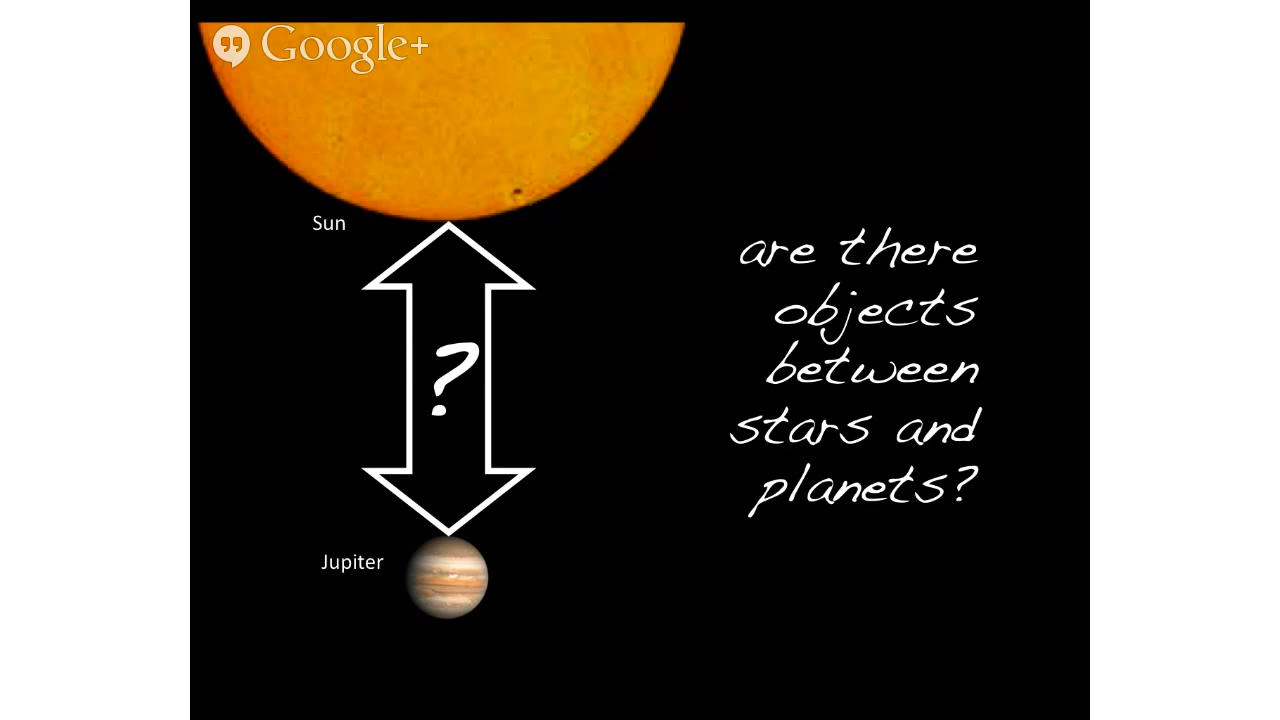 Google+
Sun
?
Jupiter
are there
objects
between
stars and
planets?